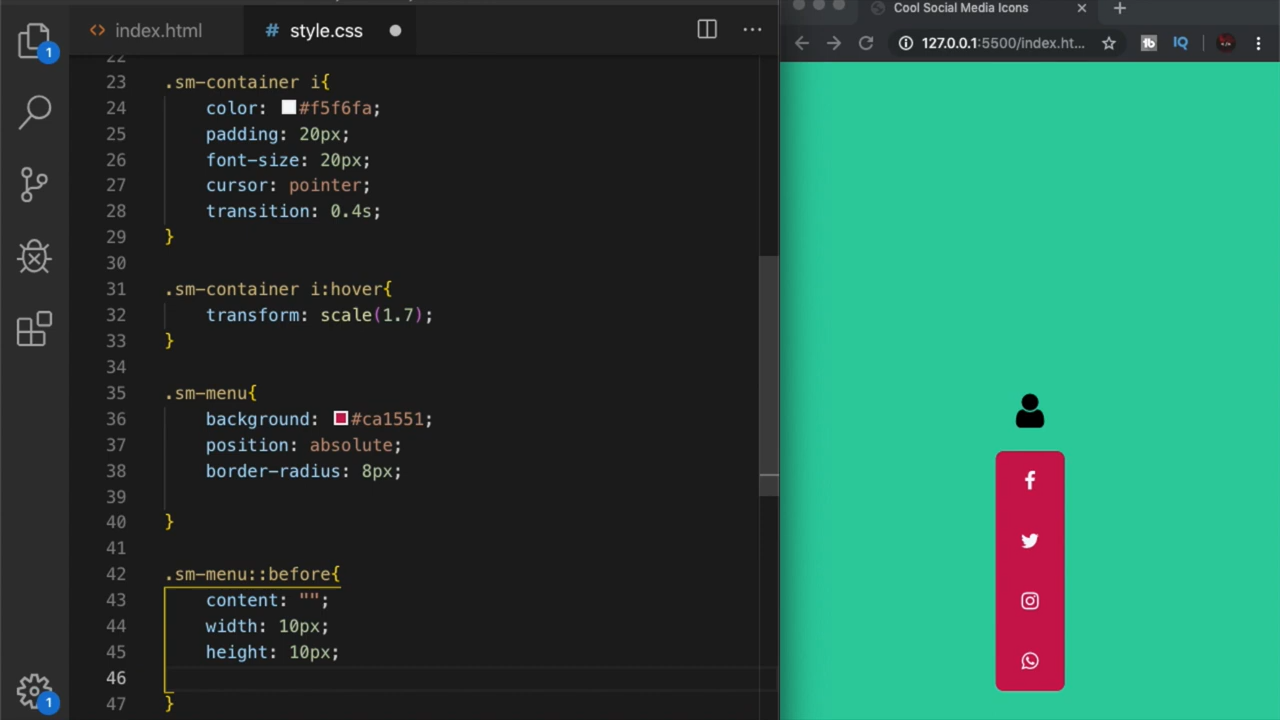 index.html
# style.css
Cool Social Media Icons
127.0.0.1:5500/index.ht...
tb
IQ
1
22
23 .sm-container i{
24 color: #f5f6fa;
25 padding: 20px;
26 font-size: 20px;
27 cursor: pointer;
28 transition: 0.4s;
29 }
30
31 .sm-container i:hover{
32 transform: scale(1.7);
33 }
34
35 .sm-menu{
36 background: #ca1551;
37 position: absolute;
38 border-radius: 8px;
39
40 }
41
42 .sm-menu::before{
43 content: "";
44 width: 10px;
45 height: 10px;
46
47 }
1